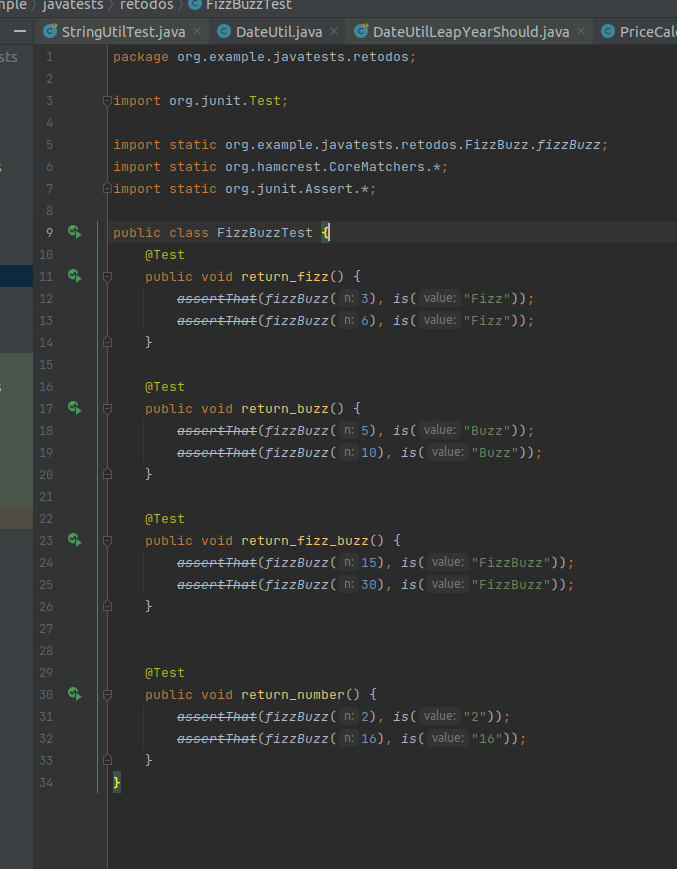 javatests retodos FizzBuzzTest
StringUtilTest.java DateUtil.java DateUtilLeapYearShould.java
1 package org.example.javatests.retodos;
2
3 import org.junit.Test;
4
5 import static org.example.javatests.retodos.FizzBuzz.fizzBuzz;
6 import static org.hamcrest.CoreMatchers.*;
7 import static org.junit.Assert.*;
8
9 public class FizzBuzzTest {
10 @Test
11 public void return_fizz() {
12 assertThat(fizzBuzz( n: 3), is( value: "Fizz"));
13 assertThat(fizzBuzz( n: 6), is( value: "Fizz"));
14 }
15
16 @Test
17 public void return_buzz() {
18 assertThat(fizzBuzz( n: 5), is( value: "Buzz"));
19 assertThat(fizzBuzz( n: 10), is( value: "Buzz"));
20 }
21
22 @Test
23 public void return_fizz_buzz() {
24 assertThat(fizzBuzz( n: 15), is( value: "FizzBuzz"));
25 assertThat(fizzBuzz( n: 30), is( value: "FizzBuzz"));
26 }
27
28
29 @Test
30 public void return_number() {
31 assertThat(fizzBuzz( n: 2), is( value: "2"));
32 assertThat(fizzBuzz( n: 16), is( value: "16"));
33 }
34 }